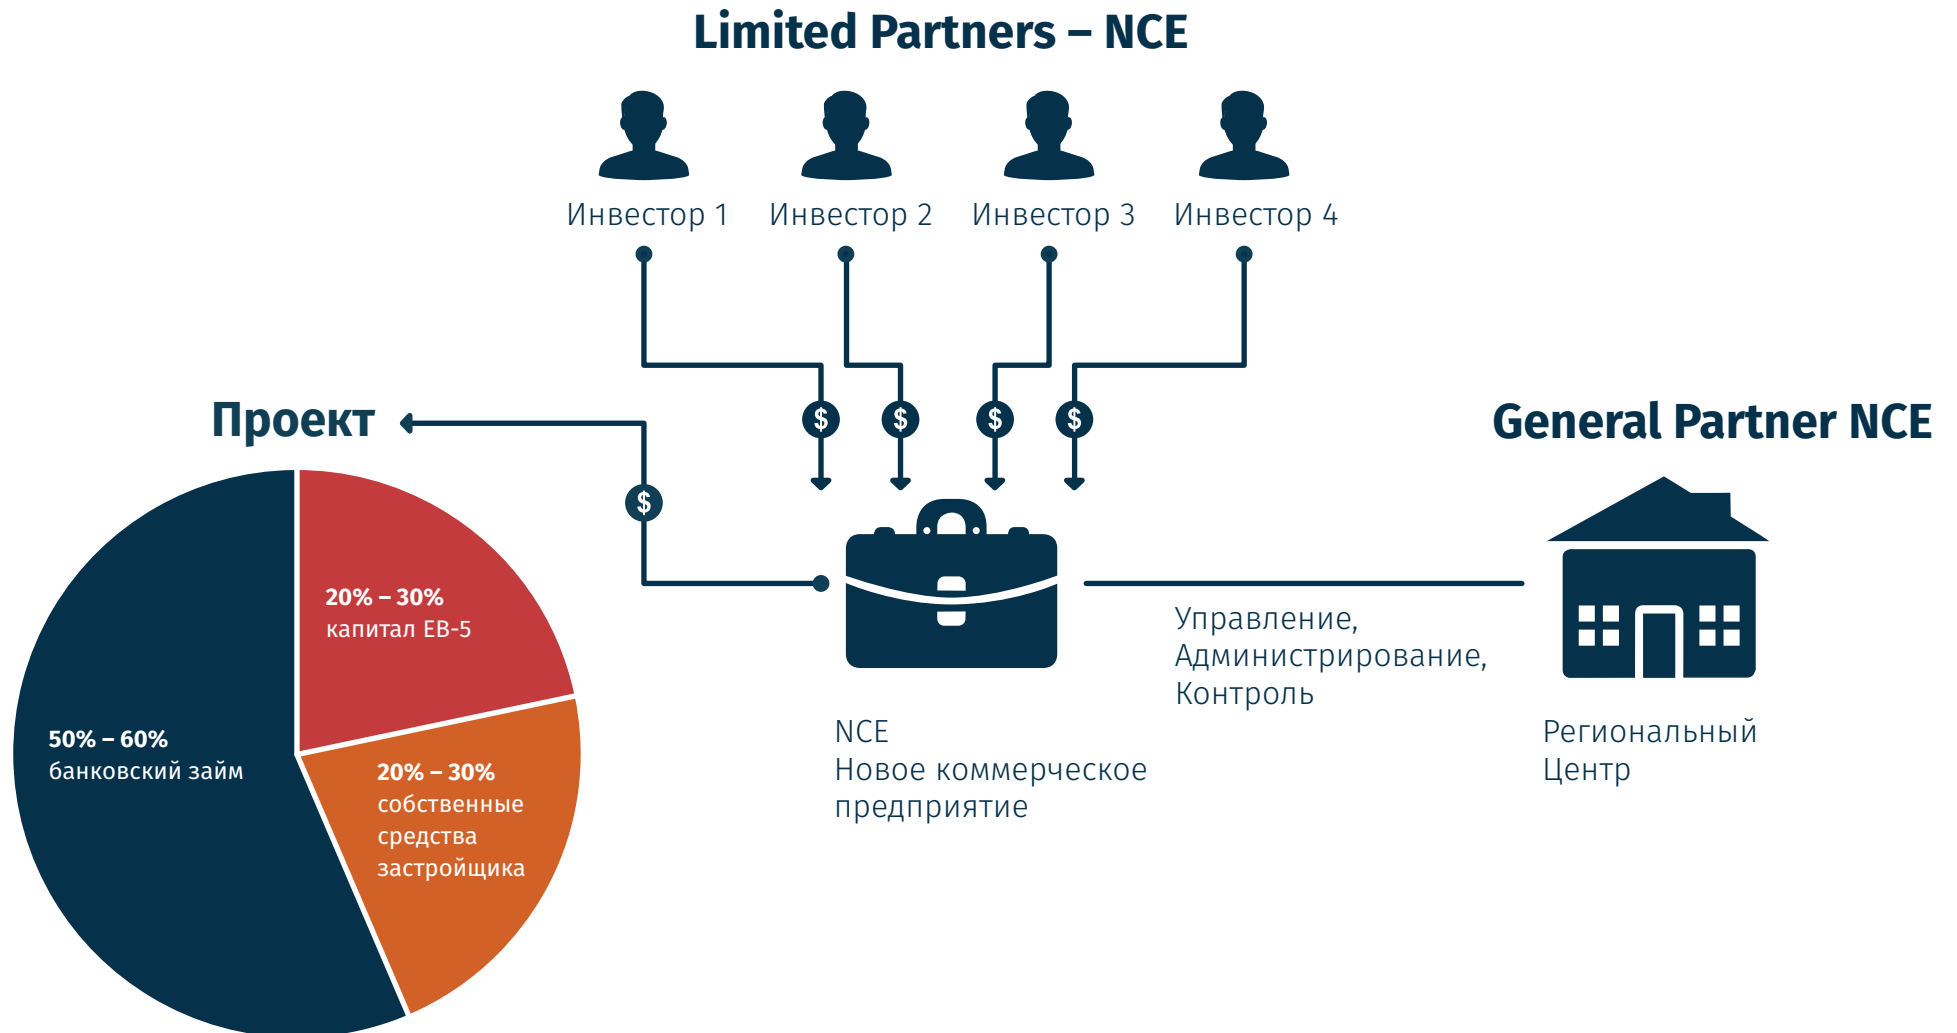 Limited Partners – NCE
Инвестор 1
Инвестор 2
Инвестор 3
Инвестор 4
Проект
$
$
$
$
General Partner NCE
$
20% – 30%
капитал EB-5
50% – 60%
банковский займ
20% – 30%
собственные
средства
застройщика
Управление,
Администрирование,
Контроль
NCE
Новое коммерческое
предприятие
Региональный
Центр